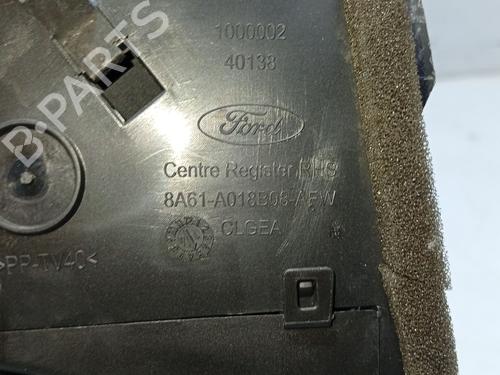 1000002
40138
Ford
Centre Register RHS
8A61-A018B08-AFW
CLGEA
>PP-TV40<
B-PARTS